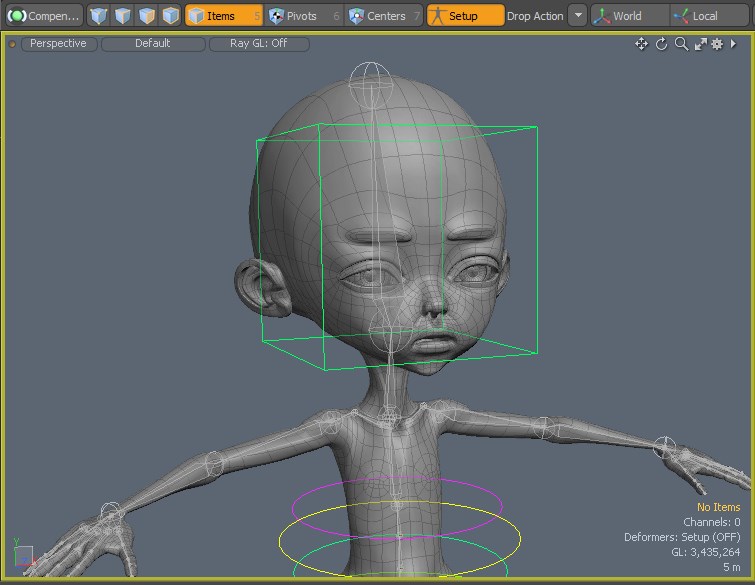 Compen... Items 5 Pivots 6 Centers 7 Setup Drop Action World Local
Perspective Default Ray GL: Off
No Items
Channels: 0
Deformers: Setup (OFF)
GL: 3,435,264
5 m
Y